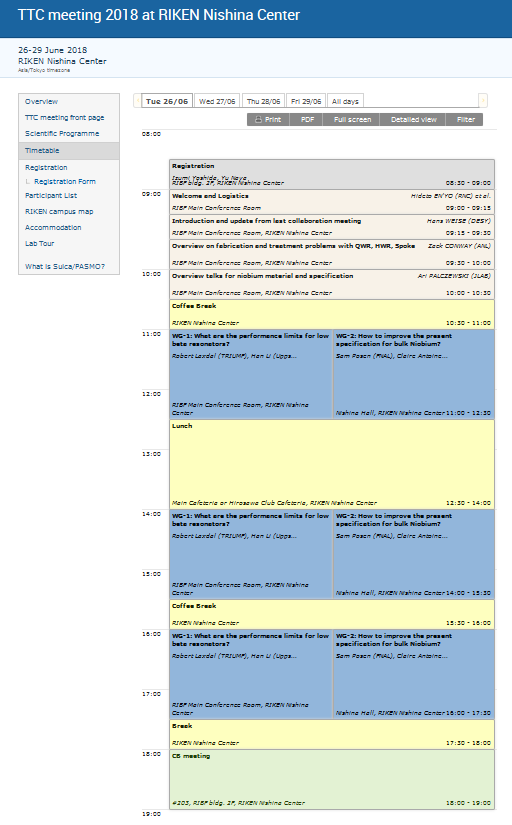 TTC meeting 2018 at RIKEN Nishina Center
26-29 June 2018
RIKEN Nishina Center
Asia/Tokyo timezone
Overview
TTC meeting front page
Scientific Programme
Timetable
Registration
Registration Form
Participant List
RIKEN campus map
Accommodation
Lab Tour
What is Suica/PASMO?
Tue 26/06 Wed 27/06 Thu 28/06 Fri 29/06 All days
Print PDF Full screen Detailed view Filter
08:00
Registration
Izumi Yoshida, Yu Naya
RIBF bldg. 2F, RIKEN Nishina Center 08:30 - 09:00
09:00
Welcome and Logistics Hideto EN'YO (RNC) et al.
RIBF Main Conference Room 09:00 - 09:15
Introduction and update from last collaboration meeting Hans WEISE (DESY)
RIBF Main Conference Room, RIKEN Nishina Center 09:15 - 09:30
Overview on fabrication and treatment problems with QWR, HWR, Spoke Zack CONWAY (ANL)
RIBF Main Conference Room, RIKEN Nishina Center 09:30 - 10:00
10:00
Overview talks for niobium material and specification Ari PALCZEWSKI (JLAB)
RIBF Main Conference Room, RIKEN Nishina Center 10:00 - 10:30
Coffee Break
RIKEN Nishina Center 10:30 - 11:00
11:00
WG-1: What are the performance limits for low beta resonators?
Robert Laxdal (TRIUMF), Han Li (Upps...
RIBF Main Conference Room, RIKEN Nishina Center
WG-2: How to improve the present specification for bulk Niobium?
Sam Posen (FNAL), Claire Antoine...
Nishina Hall, RIKEN Nishina Center 11:00 - 12:30
12:00
Lunch
13:00
Main Cafeteria or Hirosawa Club Cafeteria, RIKEN Nishina Center 12:30 - 14:00
14:00
WG-1: What are the performance limits for low beta resonators?
Robert Laxdal (TRIUMF), Han Li (Upps...
RIBF Main Conference Room, RIKEN Nishina Center
WG-2: How to improve the present specification for bulk Niobium?
Sam Posen (FNAL), Claire Antoine...
Nishina Hall, RIKEN Nishina Center 14:00 - 15:30
15:00
Coffee Break
RIKEN Nishina Center 15:30 - 16:00
16:00
WG-1: What are the performance limits for low beta resonators?
Robert Laxdal (TRIUMF), Han Li (Upps...
RIBF Main Conference Room, RIKEN Nishina Center
WG-2: How to improve the present specification for bulk Niobium?
Sam Posen (FNAL), Claire Antoine...
Nishina Hall, RIKEN Nishina Center 16:00 - 17:30
17:00
Break
RIKEN Nishina Center 17:30 - 18:00
18:00
CB meeting
#203, RIBF bldg. 2F, RIKEN Nishina Center 18:00 - 19:00
19:00